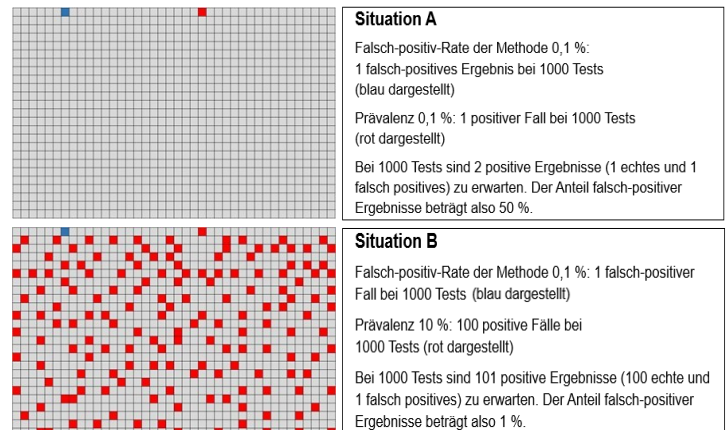 Situation A
Falsch-positiv-Rate der Methode 0,1 %:
1 falsch-positives Ergebnis bei 1000 Tests
(blau dargestellt)
Prävalenz 0,1 %: 1 positiver Fall bei 1000 Tests
(rot dargestellt)
Bei 1000 Tests sind 2 positive Ergebnisse (1 echtes und 1
falsch positives) zu erwarten. Der Anteil falsch-positiver
Ergebnisse beträgt also 50 %.
Situation B
Falsch-positiv-Rate der Methode 0,1 %: 1 falsch-positiver
Fall bei 1000 Tests (blau dargestellt)
Prävalenz 10 %: 100 positive Fälle bei
1000 Tests (rot dargestellt)
Bei 1000 Tests sind 101 positive Ergebnisse (100 echte und
1 falsch positives) zu erwarten. Der Anteil falsch-positiver
Ergebnisse beträgt also 1 %.